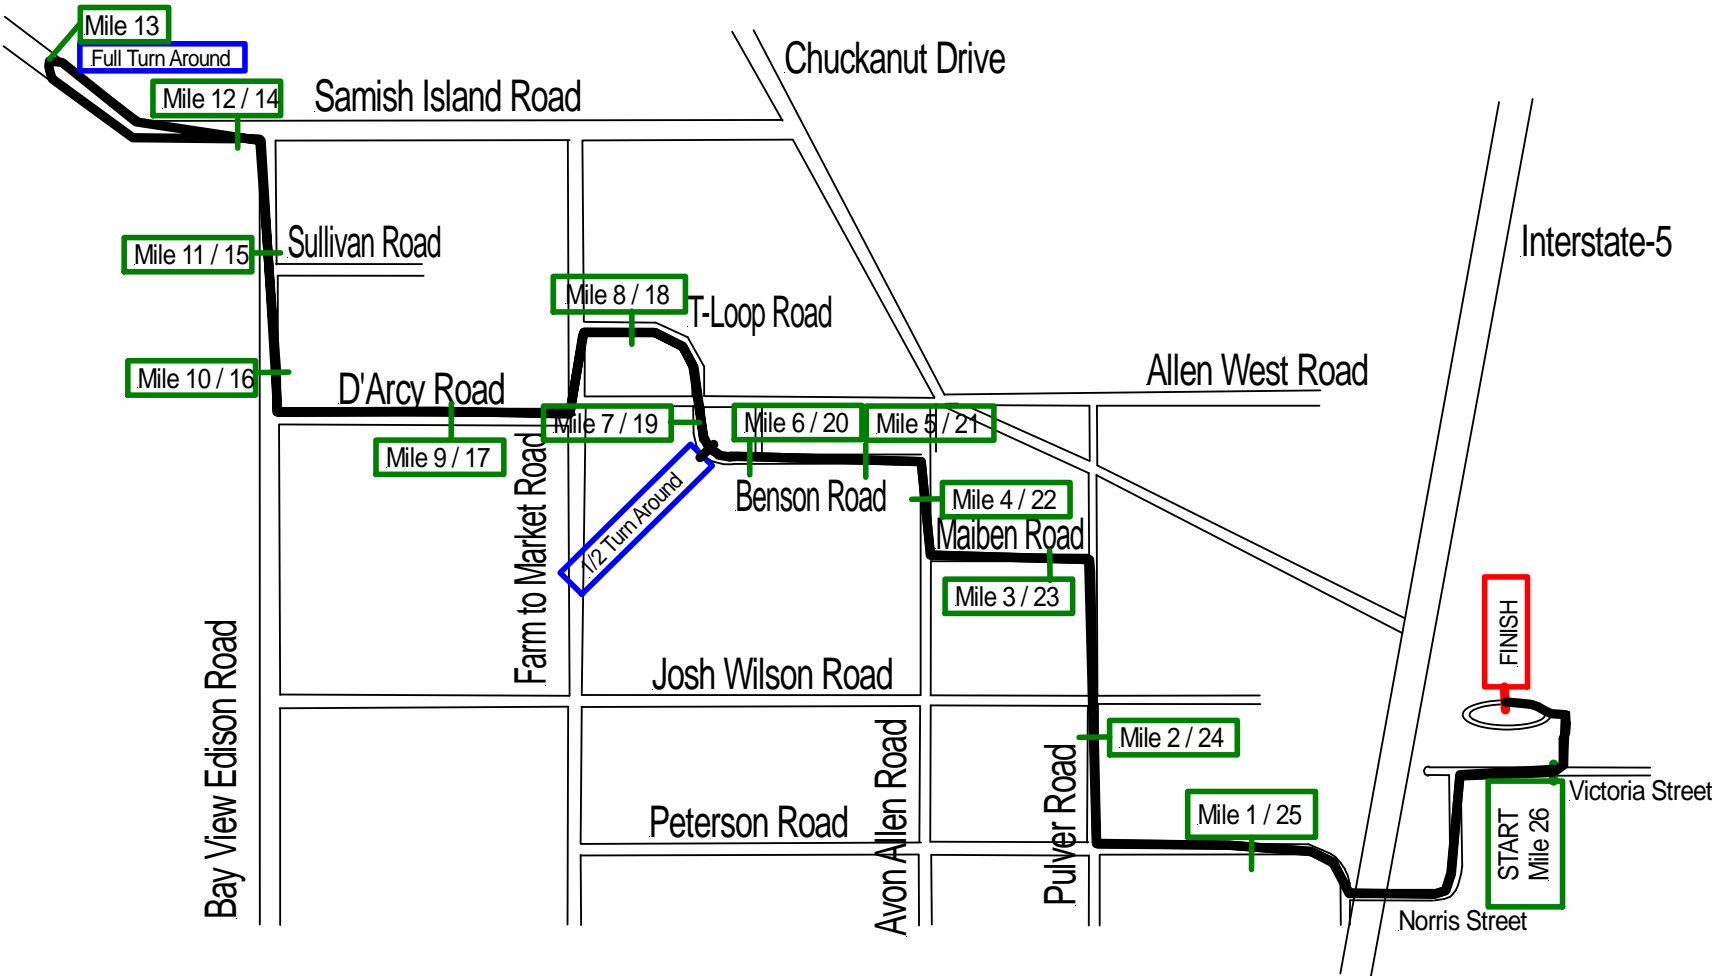 Mile 13
Full Turn Around
Chuckanut Drive
Mile 12 / 14
Samish Island Road
Mile 11 / 15
Sullivan Road
Interstate-5
Mile 8 / 18
T-Loop Road
Mile 10 / 16
D'Arcy Road
Allen West Road
Mile 7 / 19
Mile 6 / 20
Mile 5 / 21
Mile 9 / 17
Benson Road
Mile 4 / 22
1/2 Turn Around
Farm to Market Road
Maiben Road
Mile 3 / 23
FINISH
Bay View Edison Road
Josh Wilson Road
Avon Allen Road
Pulver Road
Mile 2 / 24
Victoria Street
Peterson Road
Mile 1 / 25
START
Mile 26
Norris Street